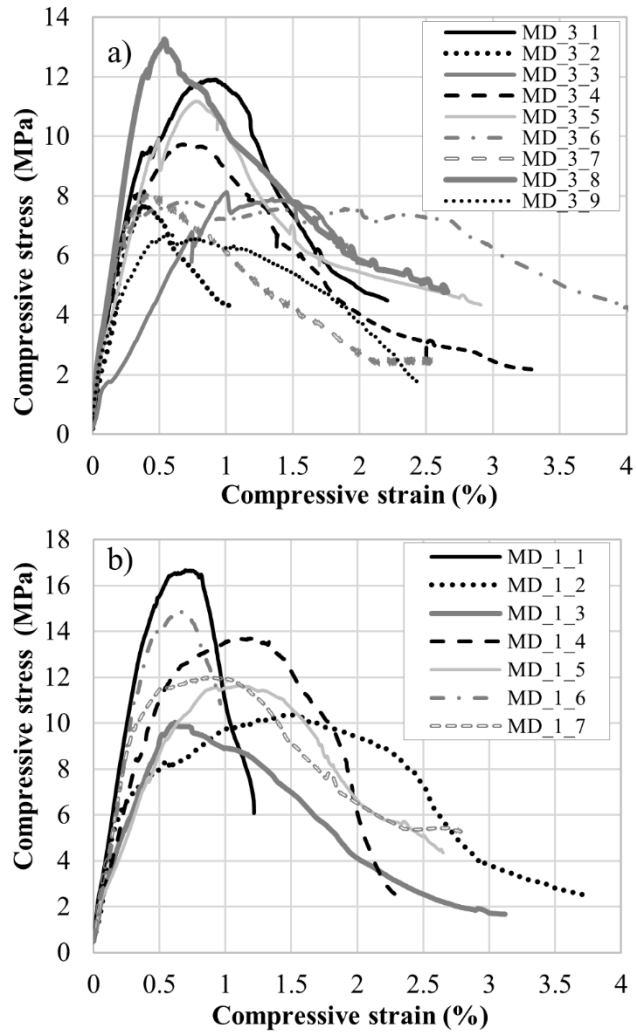 a)
Compressive stress (MPa)
14
12
10
8
6
4
2
0
0 0.5 1 1.5 2 2.5 3 3.5 4
Compressive strain (%)
MD_3_1
MD_3_2
MD_3_3
MD_3_4
MD_3_5
MD_3_6
MD_3_7
MD_3_8
MD_3_9
b)
Compressive stress (MPa)
18
16
14
12
10
8
6
4
2
0
0 0.5 1 1.5 2 2.5 3 3.5 4
Compressive strain (%)
MD_1_1
MD_1_2
MD_1_3
MD_1_4
MD_1_5
MD_1_6
MD_1_7